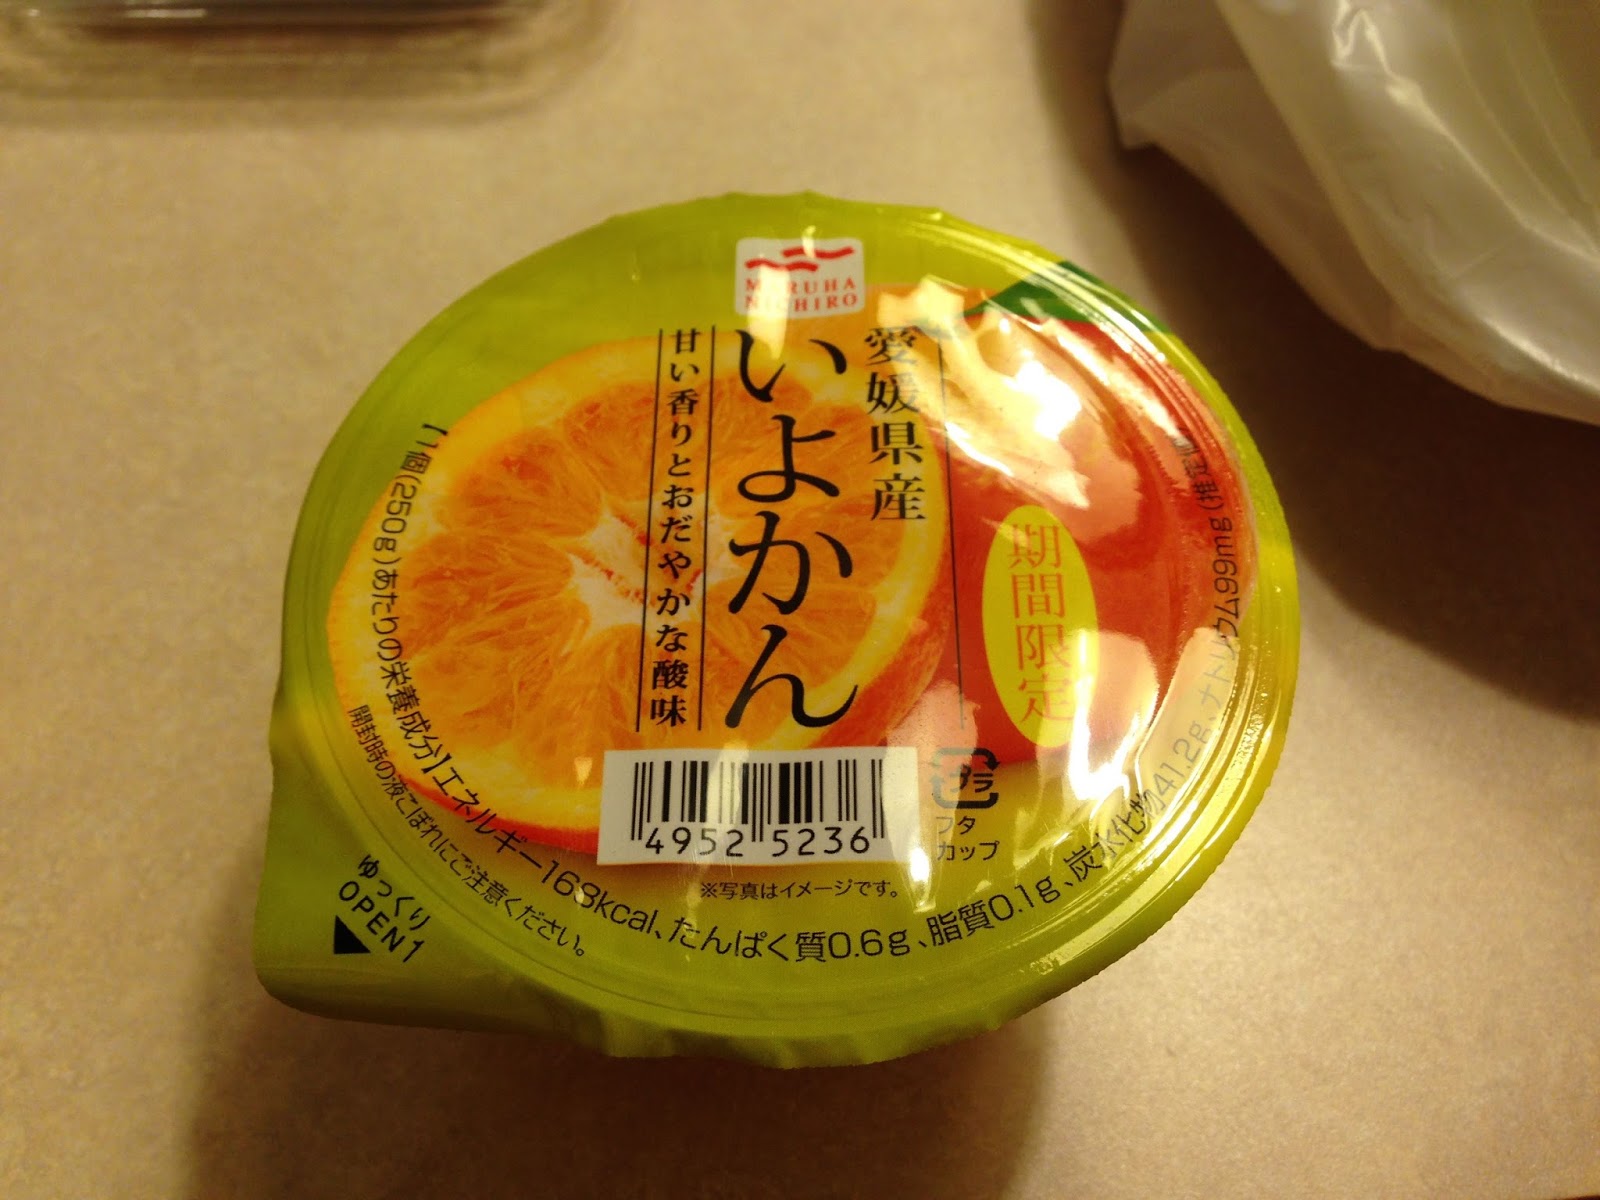 MARUHA
NICHIRO
愛媛県産
いよかん
甘い香りとおだやかな酸味
期間限定
【1個(250g)あたりの栄養成分】エネルギー168kcal、たんぱく質0.6g、脂質0.1g、炭水化物41.2g、ナトリウム99mg(推定
開封時の液こぼれにご注意ください。
ゆっくり
OPEN
4952 5236
プラ
フタ
カップ
※写真はイメージです。